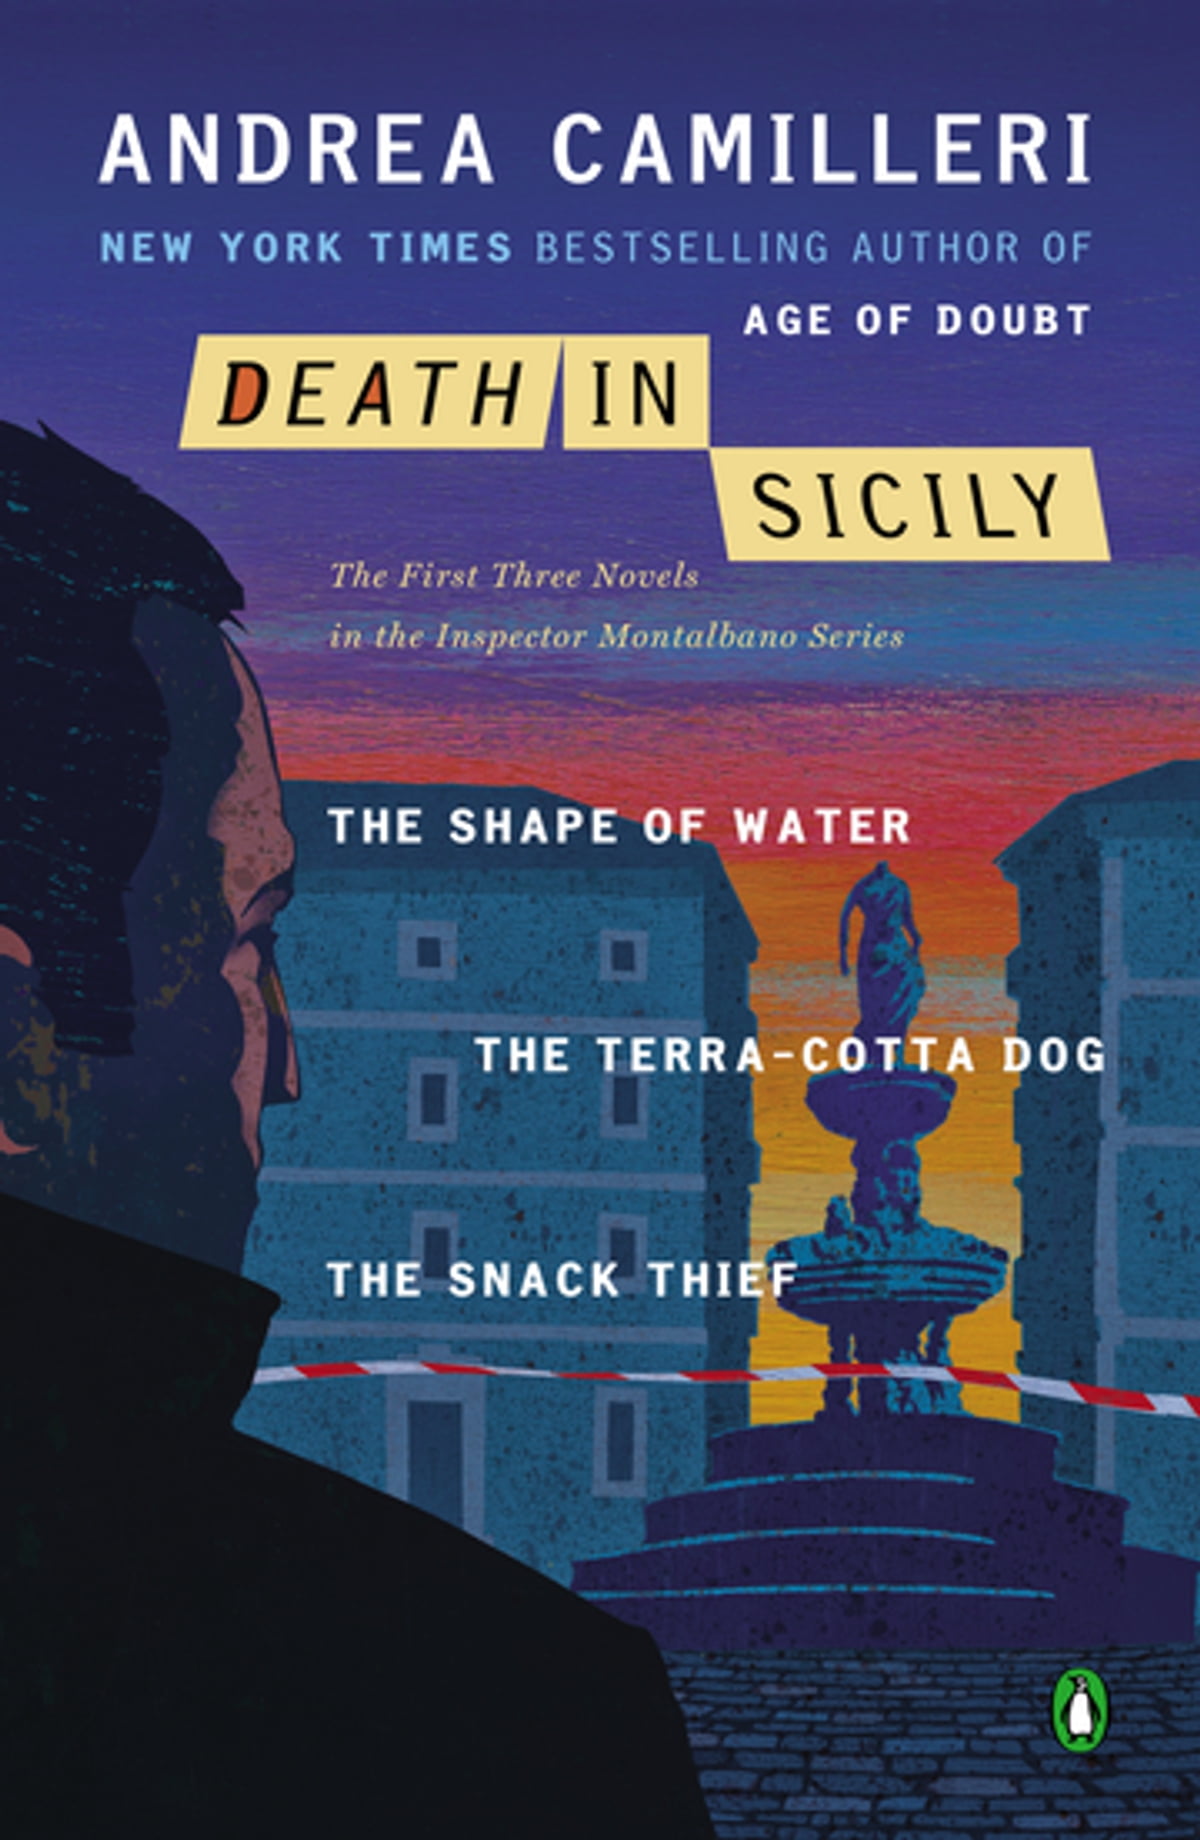 ANDREA CAMILLERI
NEW YORK TIMES BESTSELLING AUTHOR OF
AGE OF DOUBT
DEATH IN
SICILY
The First Three Novels
in the Inspector Montalbano Series
THE SHAPE OF WATER
THE TERRA-COTTA DOG
THE SNACK THIEF